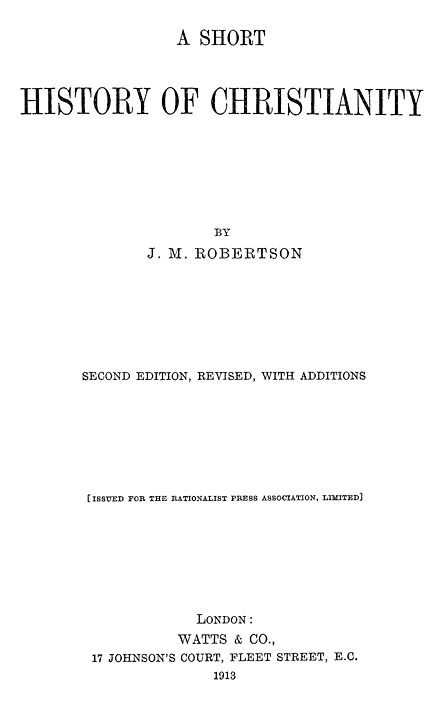 A SHORT
HISTORY OF CHRISTIANITY
BY
J. M. ROBERTSON
SECOND EDITION, REVISED, WITH ADDITIONS
[ISSUED FOR THE RATIONALIST PRESS ASSOCIATION, LIMITED]
LONDON:
WATTS & CO.,
17 JOHNSON'S COURT, FLEET STREET, E.C.
1913